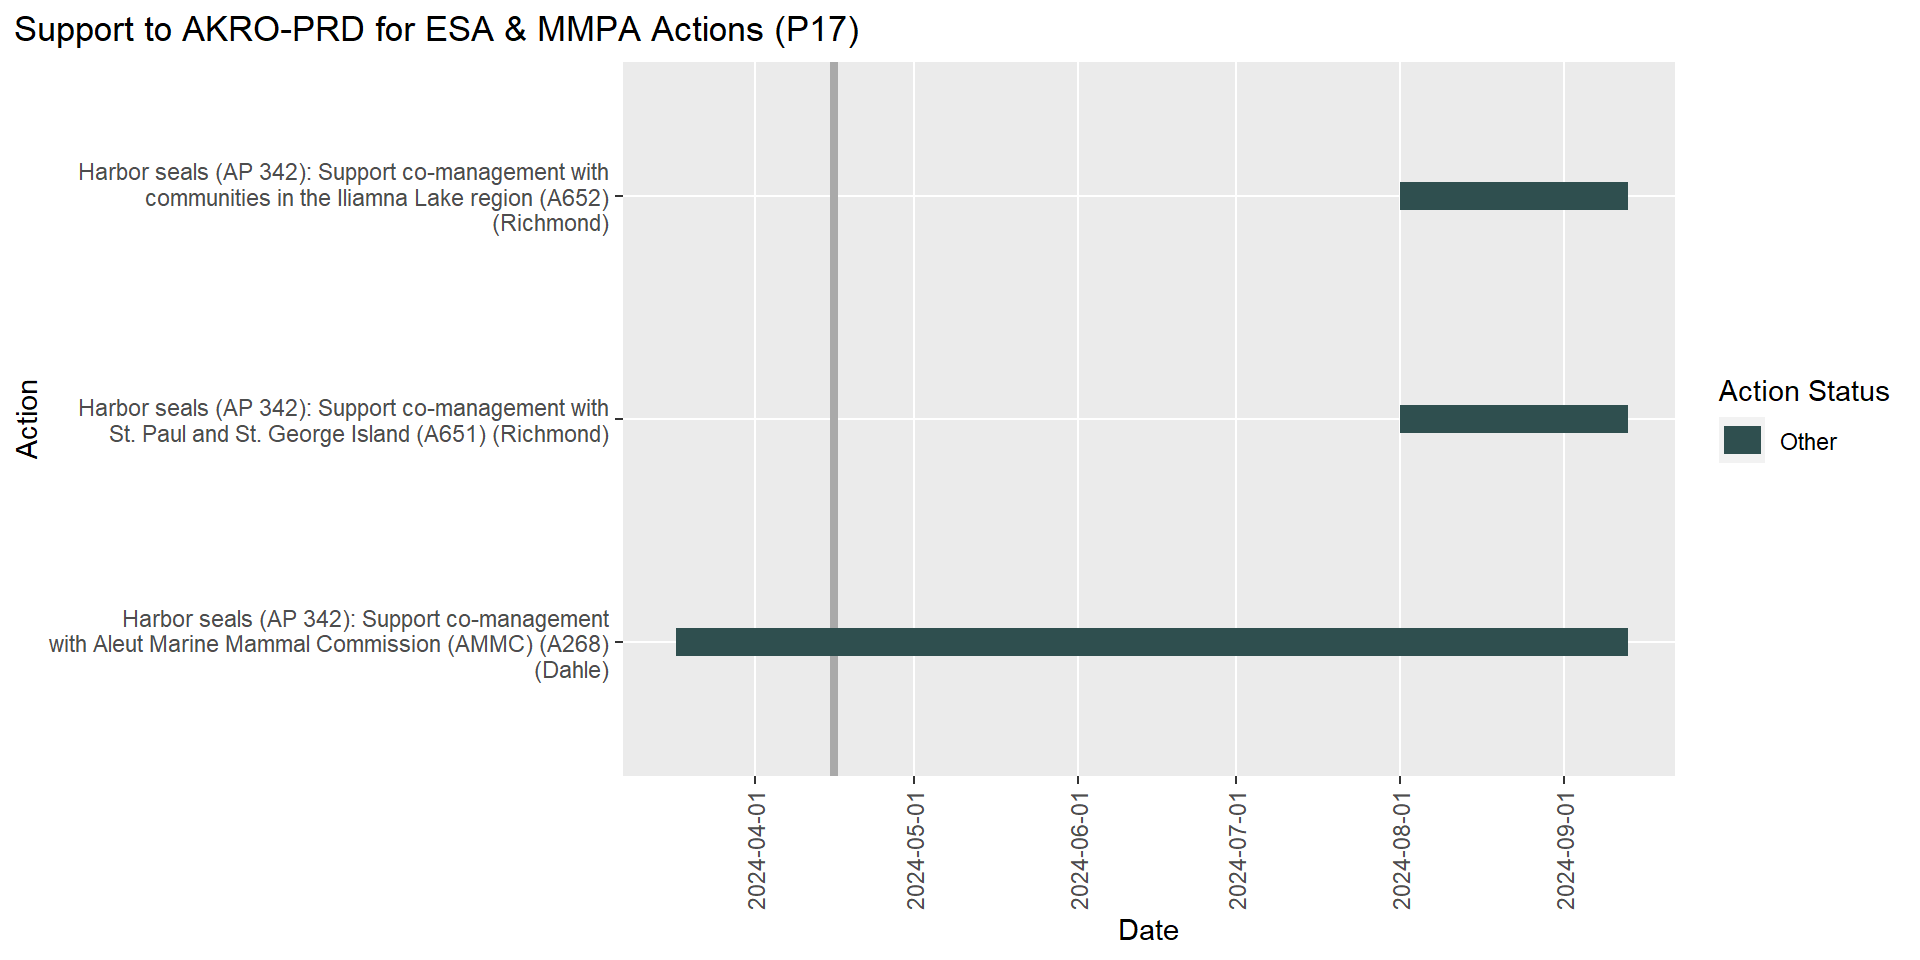 Support to AKRO-PRD for ESA & MMPA Actions (P17)
Action
Harbor seals (AP 342): Support co-management with
communities in the Iliamna Lake region (A652)
(Richmond)
Harbor seals (AP 342): Support co-management with
St. Paul and St. George Island (A651) (Richmond)
Harbor seals (AP 342): Support co-management
with Aleut Marine Mammal Commission (AMMC) (A268)
(Dahle)
2024-04-01
2024-05-01
2024-06-01
2024-07-01
2024-08-01
2024-09-01
Date
Action Status
Other